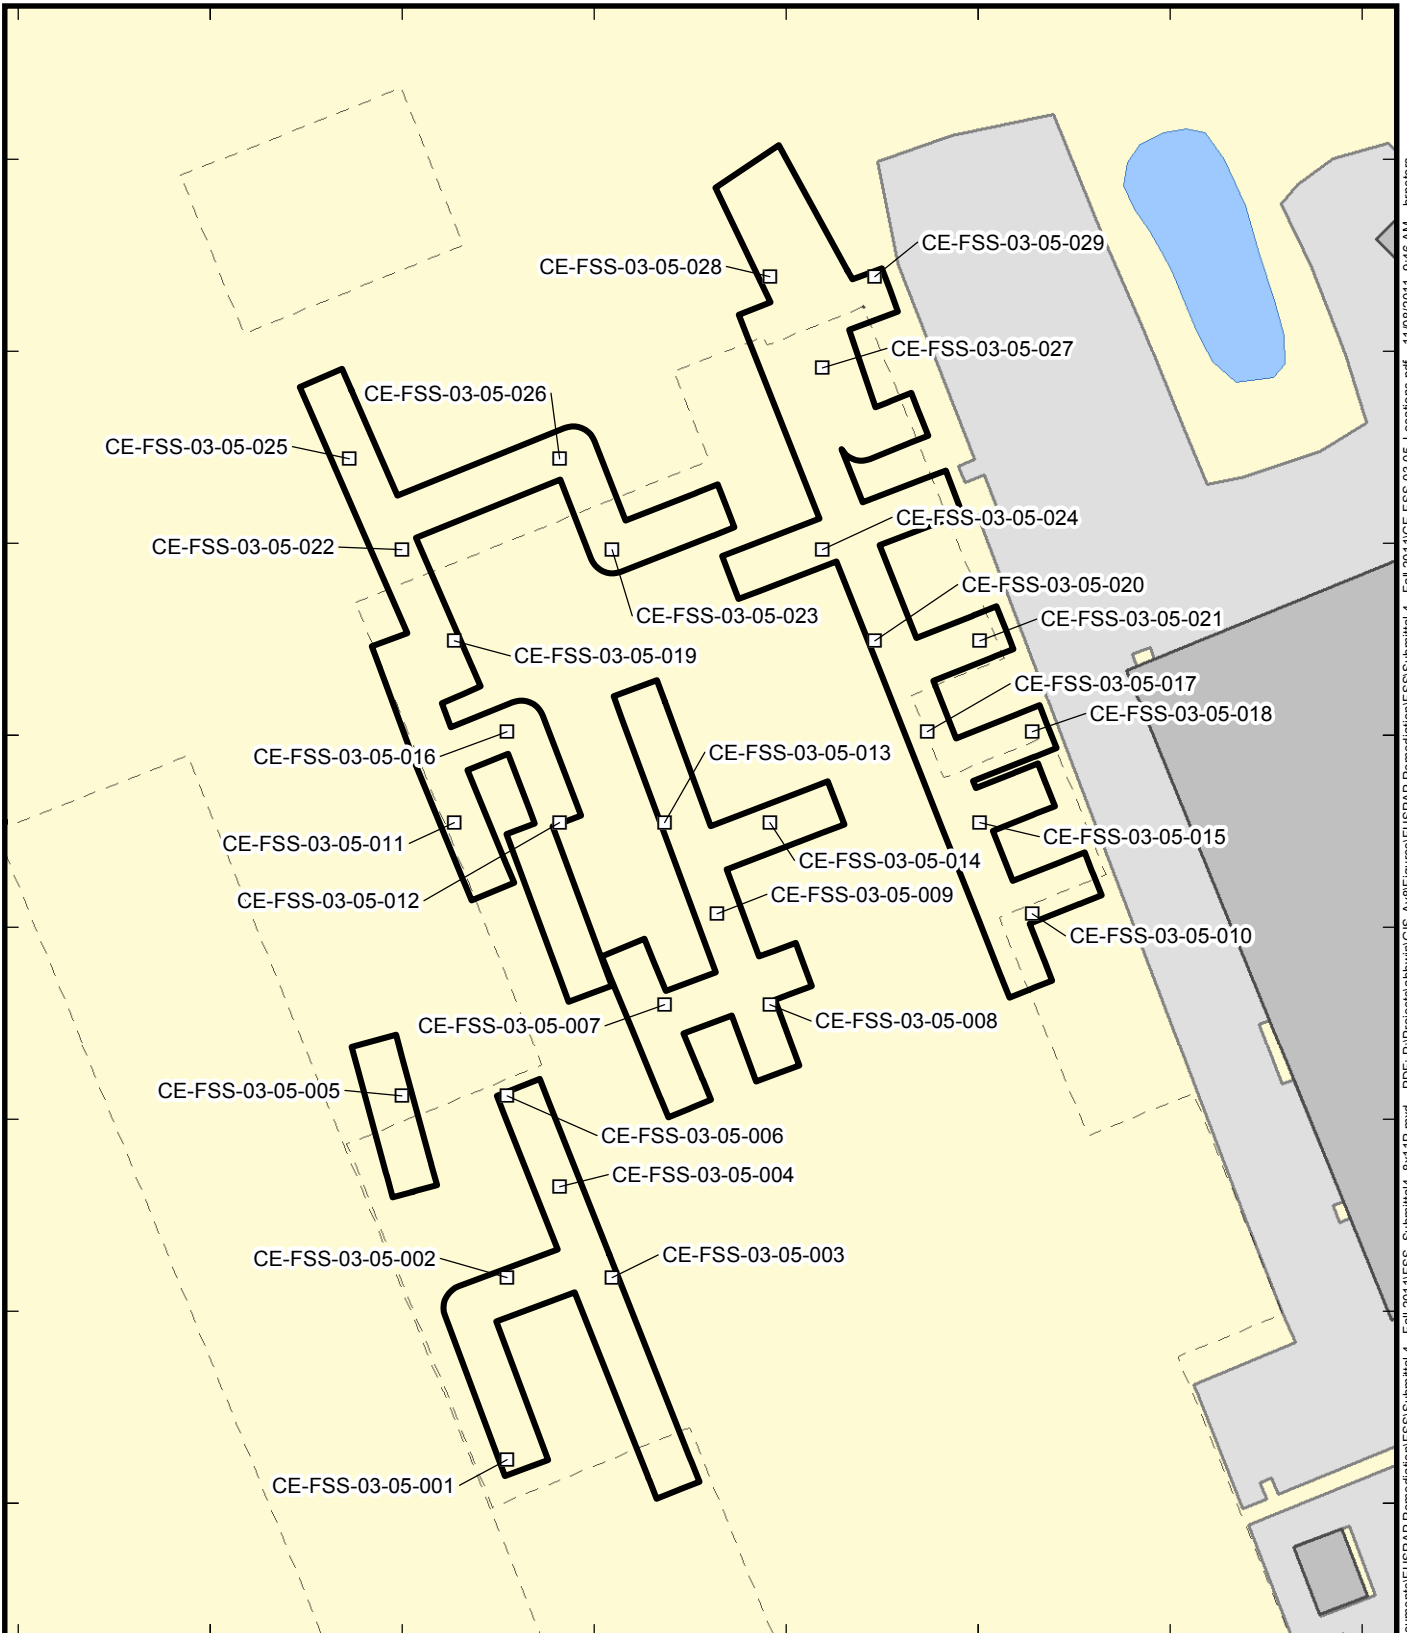 CE-FSS-03-05-029
CE-FSS-03-05-028
CE-FSS-03-05-027
CE-FSS-03-05-026
CE-FSS-03-05-025
CE-FSS-03-05-024
CE-FSS-03-05-022
CE-FSS-03-05-020
CE-FSS-03-05-023
CE-FSS-03-05-021
CE-FSS-03-05-019
CE-FSS-03-05-017
CE-FSS-03-05-018
CE-FSS-03-05-016
CE-FSS-03-05-013
CE-FSS-03-05-015
CE-FSS-03-05-011
CE-FSS-03-05-014
CE-FSS-03-05-009
CE-FSS-03-05-012
CE-FSS-03-05-010
CE-FSS-03-05-007
CE-FSS-03-05-008
CE-FSS-03-05-005
CE-FSS-03-05-006
CE-FSS-03-05-004
CE-FSS-03-05-002
CE-FSS-03-05-003
CE-FSS-03-05-001